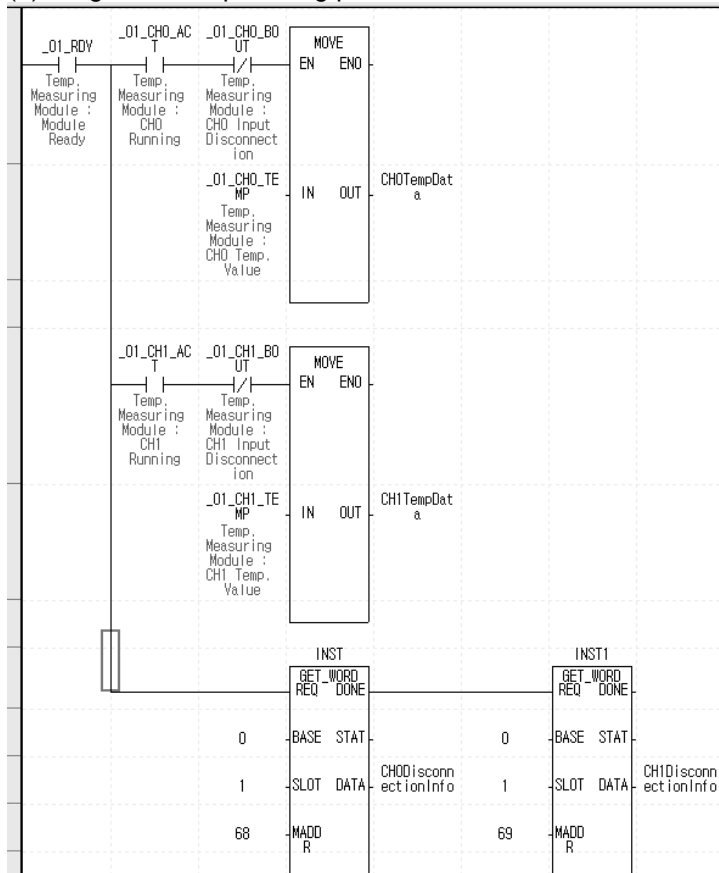 _01_RDY
_01_CH0_AC
T
_01_CH0_BO
UT
MOVE
EN ENO
Temp.
Measuring
Module :
Module
Ready
Temp.
Measuring
Module :
CH0
Running
Temp.
Measuring
Module :
CH0 Input
Disconnect
ion
_01_CH0_TE
MP
IN OUT
CH0TempDat
a
Temp.
Measuring
Module :
CH0 Temp.
Value
_01_CH1_AC
T
_01_CH1_BO
UT
MOVE
EN ENO
Temp.
Measuring
Module :
CH1
Running
Temp.
Measuring
Module :
CH1 Input
Disconnect
ion
_01_CH1_TE
MP
IN OUT
CH1TempDat
a
Temp.
Measuring
Module :
CH1 Temp.
Value
INST
INST1
GET_WORD
REQ DONE
GET_WORD
REQ DONE
0
BASE STAT
0
BASE STAT
1
SLOT DATA
CH0Disconn
ectionInfo
1
SLOT DATA
CH1Disconn
ectionInfo
68
MADD
R
69
MADD
R